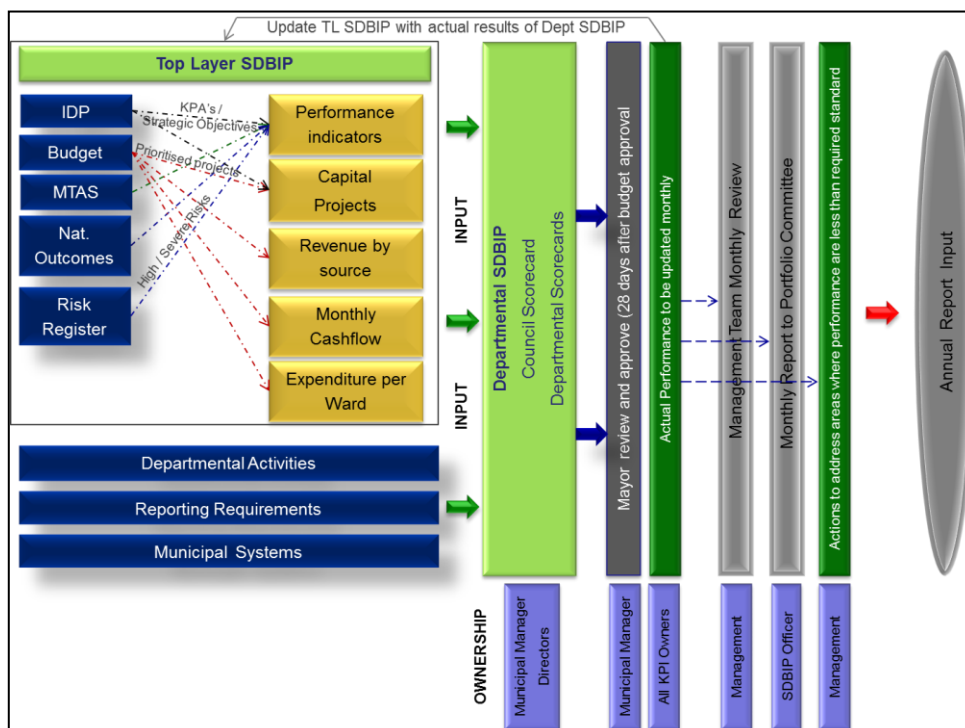 Update TL SDBIP with actual results of Dept SDBIP
Top Layer SDBIP
IDP
Budget
MTAS
Nat.
Outcomes
Risk
Register
KPA's /
Strategic Objectives
Prioritised projects
High / Severe Risks
Performance
indicators
Capital
Projects
Revenue by
source
Monthly
Cashflow
Expenditure per
Ward
Departmental Activities
Reporting Requirements
Municipal Systems
INPUT
INPUT
Departmental SDBIP
Council Scorecard
Departmental Scorecards
Mayor review and approve (28 days after budget approval
Actual Performance to be updated monthly
Management Team Monthly Review
Monthly Report to Portfolio Committee
Actions to address areas where performance are less than required standard
Annual Report Input
OWNERSHIP
Municipal Manager
Directors
Municipal Manager
All KPI Owners
Management
SDBIP Officer
Management